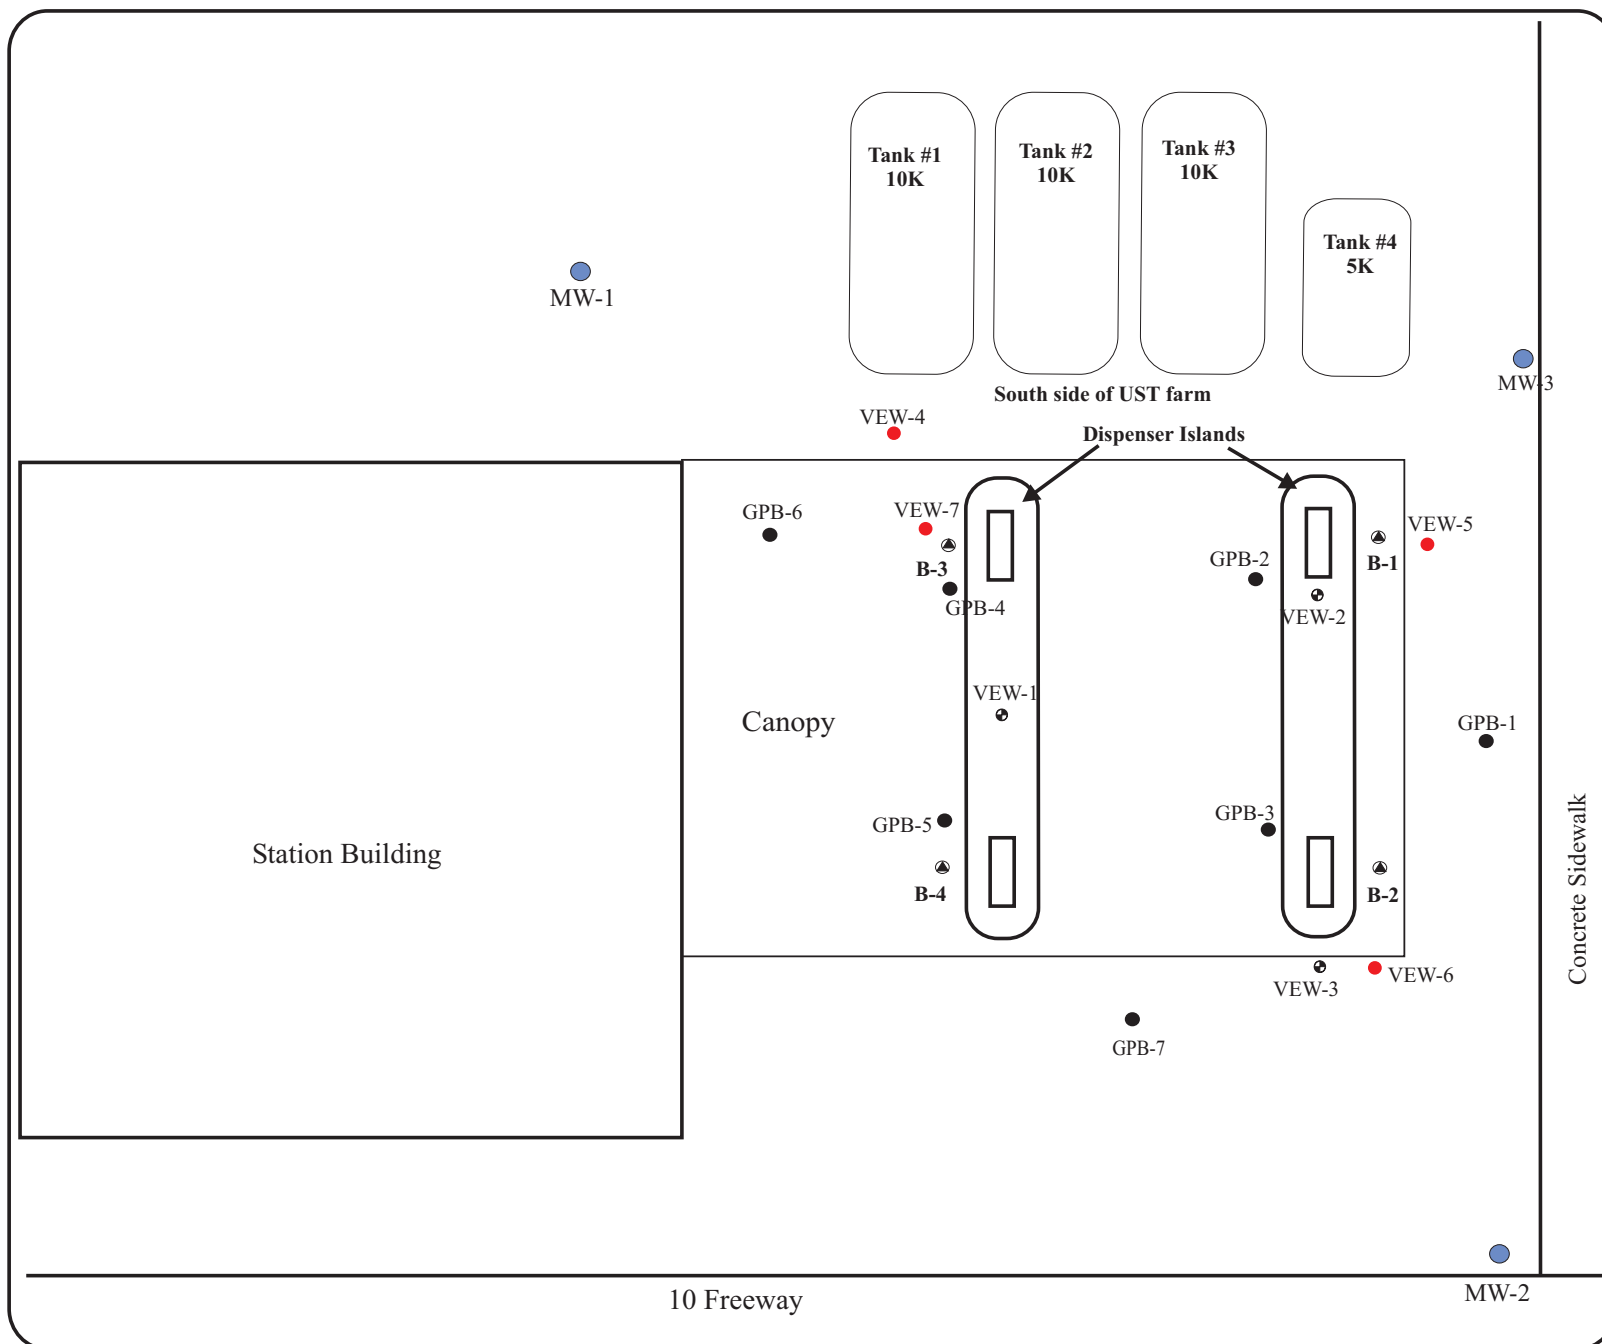 Tank #1
10K
Tank #2
10K
Tank #3
10K
Tank #4
5K
MW-1
MW-3
South side of UST farm
VEW-4
Dispenser Islands
GPB-6
VEW-7
VEW-5
B-3
GPB-2
B-1
GPB-4
VEW-2
VEW-1
Canopy
GPB-1
GPB-5
GPB-3
Station Building
B-4
B-2
Concrete Sidewalk
VEW-3
VEW-6
GPB-7
10 Freeway
MW-2